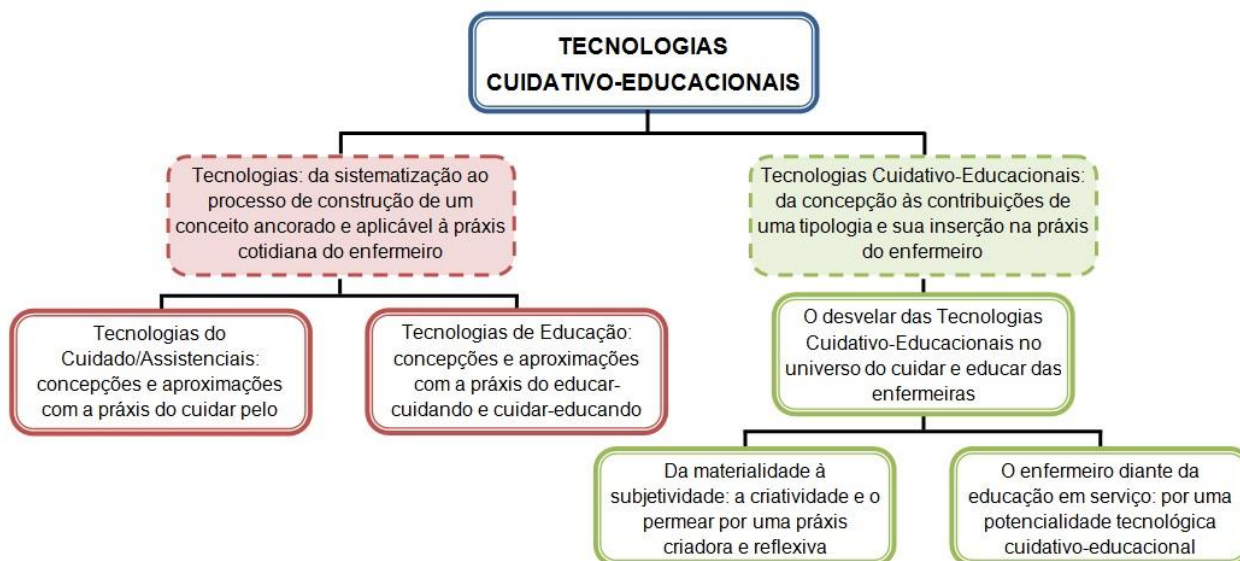 TECNOLOGIAS
CUIDATIVO-EDUCACIONAIS
Tecnologias: da sistematização ao
processo de construção de um
conceito ancorado e aplicável à práxis
cotidiana do enfermeiro
Tecnologias Cuidativo-Educacionais:
da concepção às contribuições de
uma tipologia e sua inserção na práxis
do enfermeiro
Tecnologias do
Cuidado/Assistenciais:
concepções e aproximações
com a práxis do cuidar pelo
Tecnologias de Educação:
concepções e aproximações
com a práxis do educar-
cuidando e cuidar-educando
O desvelar das Tecnologias
Cuidativo-Educacionais no
universo do cuidar e educar das
enfermeiras
Da materialidade à
subjetividade: a criatividade e o
permear por uma práxis
criadora e reflexiva
O enfermeiro diante da
educação em serviço: por uma
potencialidade tecnológica
cuidativo-educacional